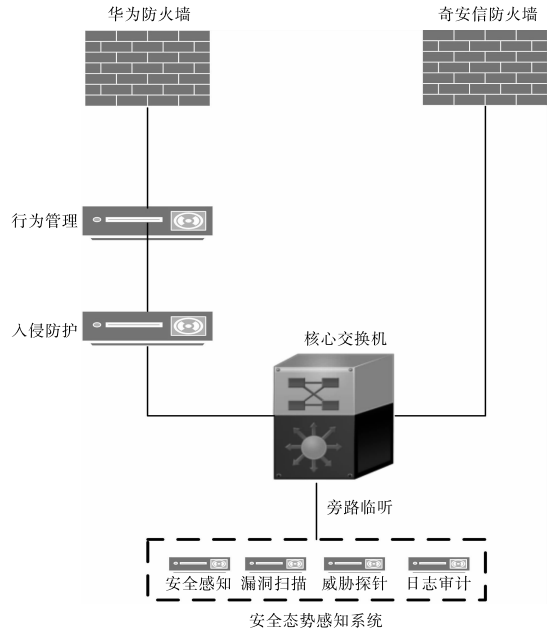 华为防火墙
奇安信防火墙
行为管理
入侵防护
核心交换机
旁路临听
安全感知 漏洞扫描 威胁探针 日志审计
安全态势感知系统